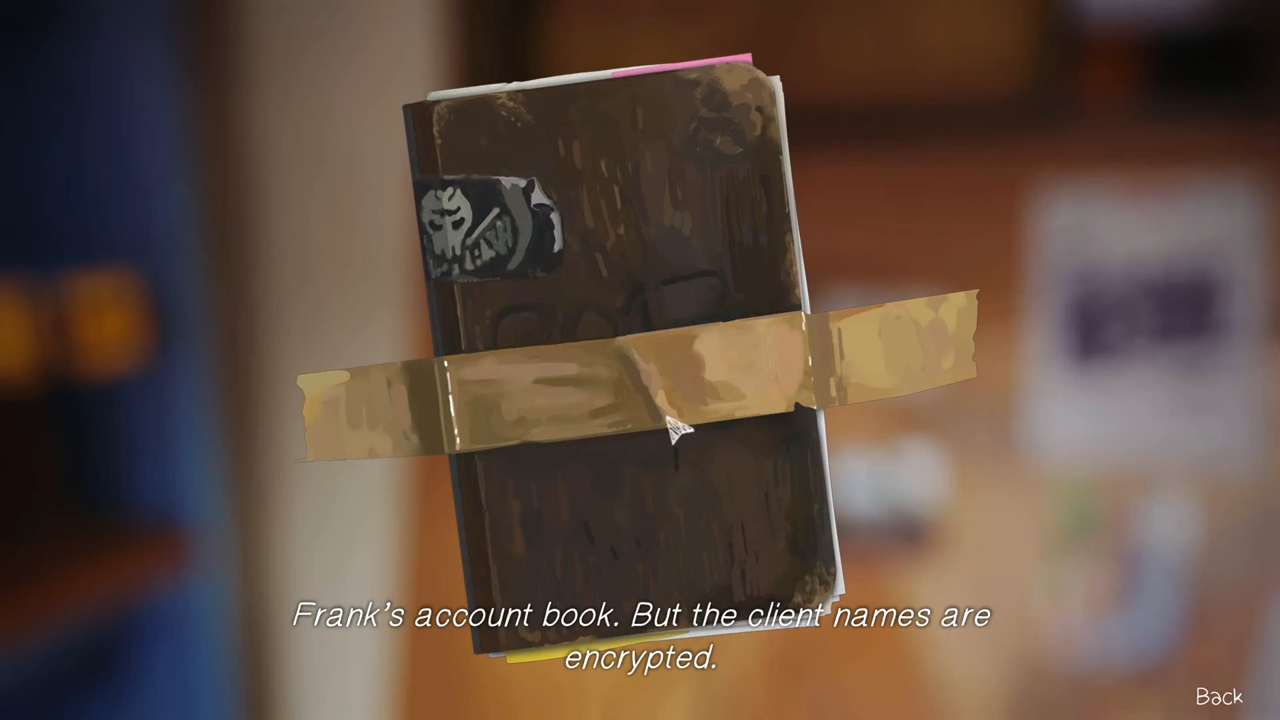 Frank's account book. But the client names are
encrypted.
Back